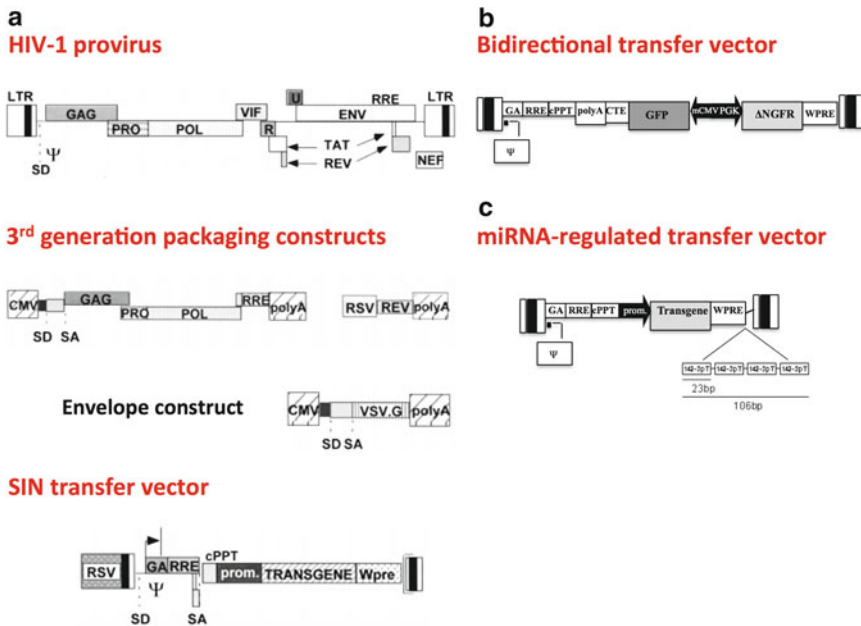 a
HIV-1 provirus
LTR
GAG
PRO
POL
VIF
R
U
RRE
ENV
TAT
REV
NEF
LTR
Ψ
SD
3rd generation packaging constructs
CMV
GAG
PRO
POL
RRE
polyA
SD
SA
RSV
REV
polyA
Envelope construct
CMV
VSV.G
polyA
SD
SA
SIN transfer vector
RSV
GA
RRE
cPPT
prom.
TRANSGENE
Wpre
Ψ
SD
SA
b
Bidirectional transfer vector
GA
RRE
cPPT
polyA
CTE
GFP
mCMV
PGK
ΔNGFR
WPRE
Ψ
c
miRNA-regulated transfer vector
GA
RRE
cPPT
prom.
Transgene
WPRE
Ψ
142-3pT
142-3pT
142-3pT
142-3pT
23bp
106bp